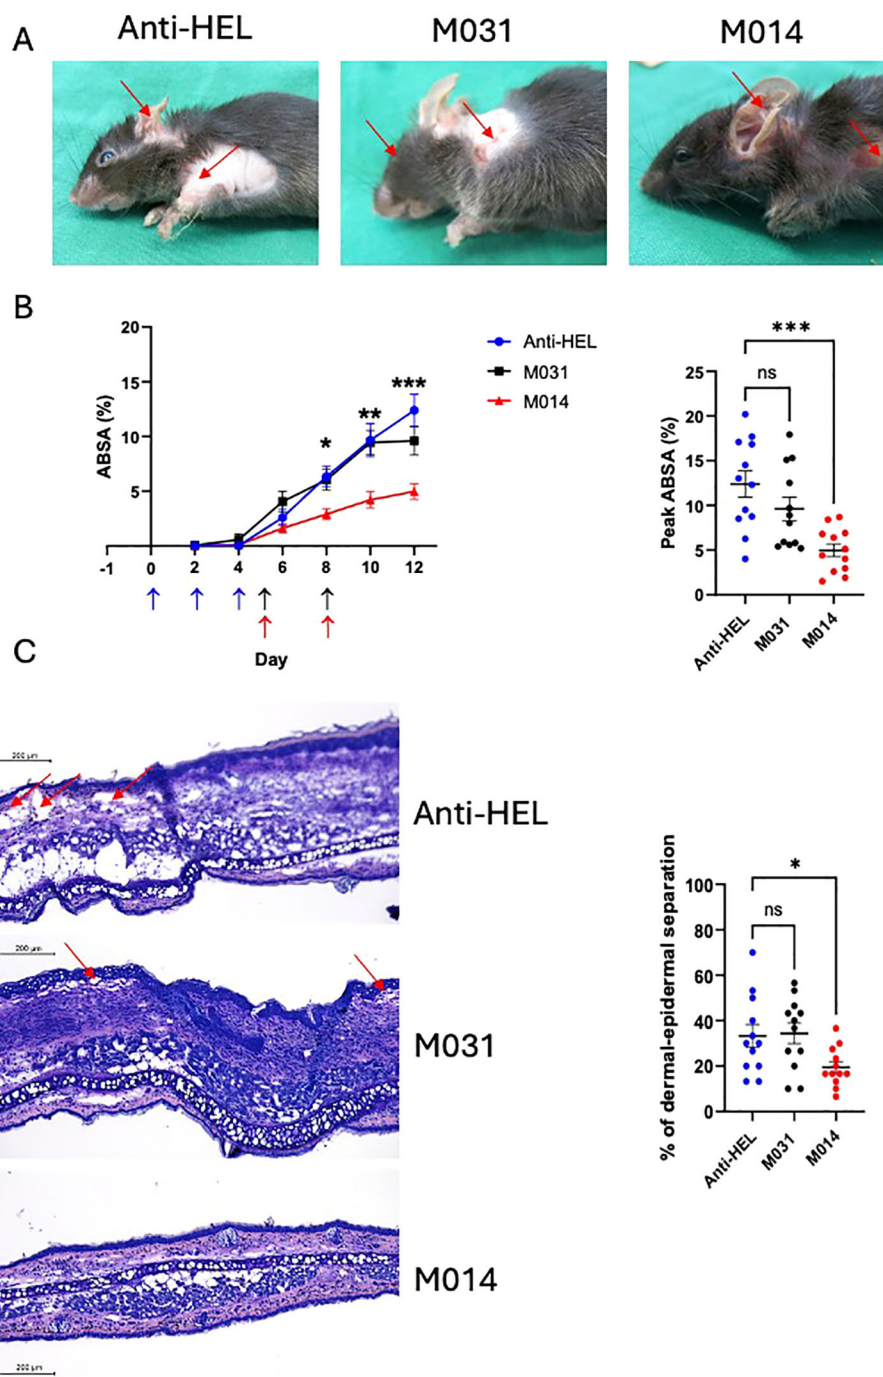 A
Anti-HEL
M031
M014
B
20
15
10
5
ABSA (%)
-1
0
2
4
6
8
10
12
Day
*
**
***
Anti-HEL
M031
M014
***
ns
25
20
15
10
5
0
Peak ABSA (%)
Anti-HEL
M031
M014
C
200 µm
Anti-HEL
200 µm
M031
M014
200 µm
*
ns
100
80
60
40
20
0
% of dermal-epidermal separation
Anti-HEL
M031
M014